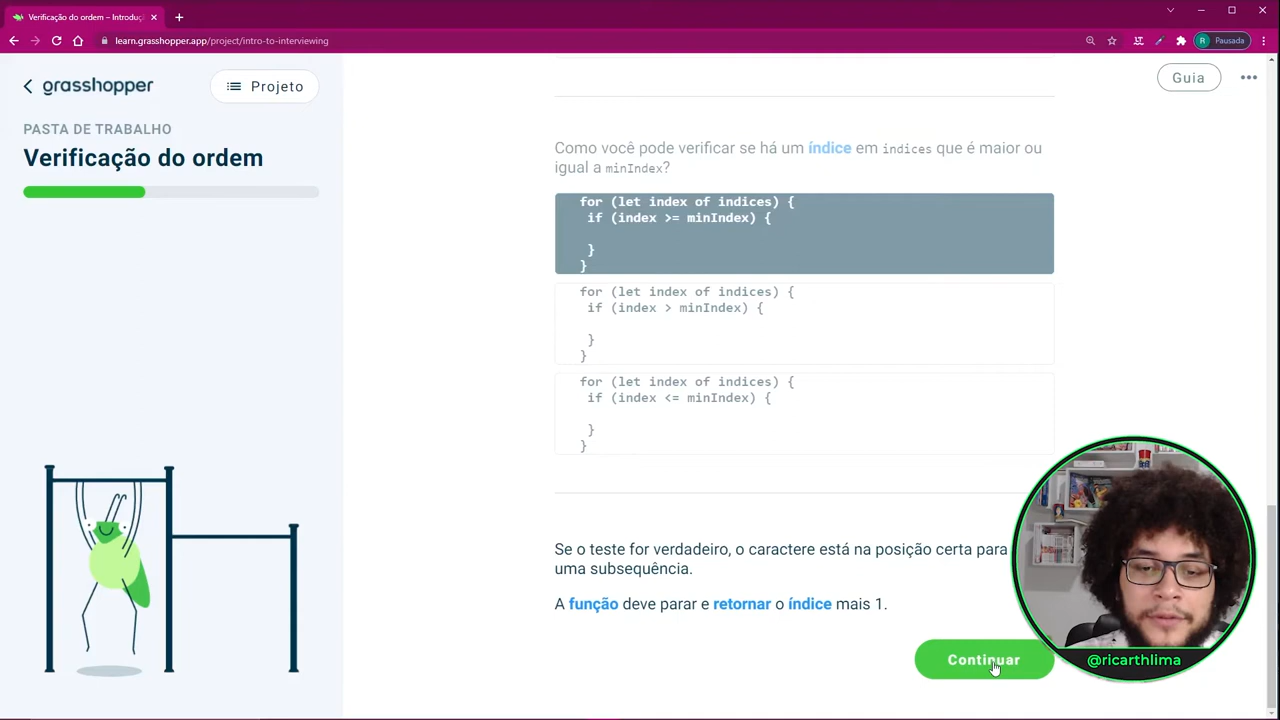 Verificação do ordem – Introduç
learn.grasshopper.app/project/intro-to-interviewing
R Pausada
grasshopper
Projeto
Guia
PASTA DE TRABALHO
Verificação do ordem
Como você pode verificar se há um índice em indices que é maior ou
igual a minIndex?
for (let index of indices) {
if (index >= minIndex) {
}
}
for (let index of indices) {
if (index > minIndex) {
}
}
for (let index of indices) {
if (index <= minIndex) {
}
}
Se o teste for verdadeiro, o caractere está na posição certa para
uma subsequência.
A função deve parar e retornar o índice mais 1.
Continuar
@ricarthlima